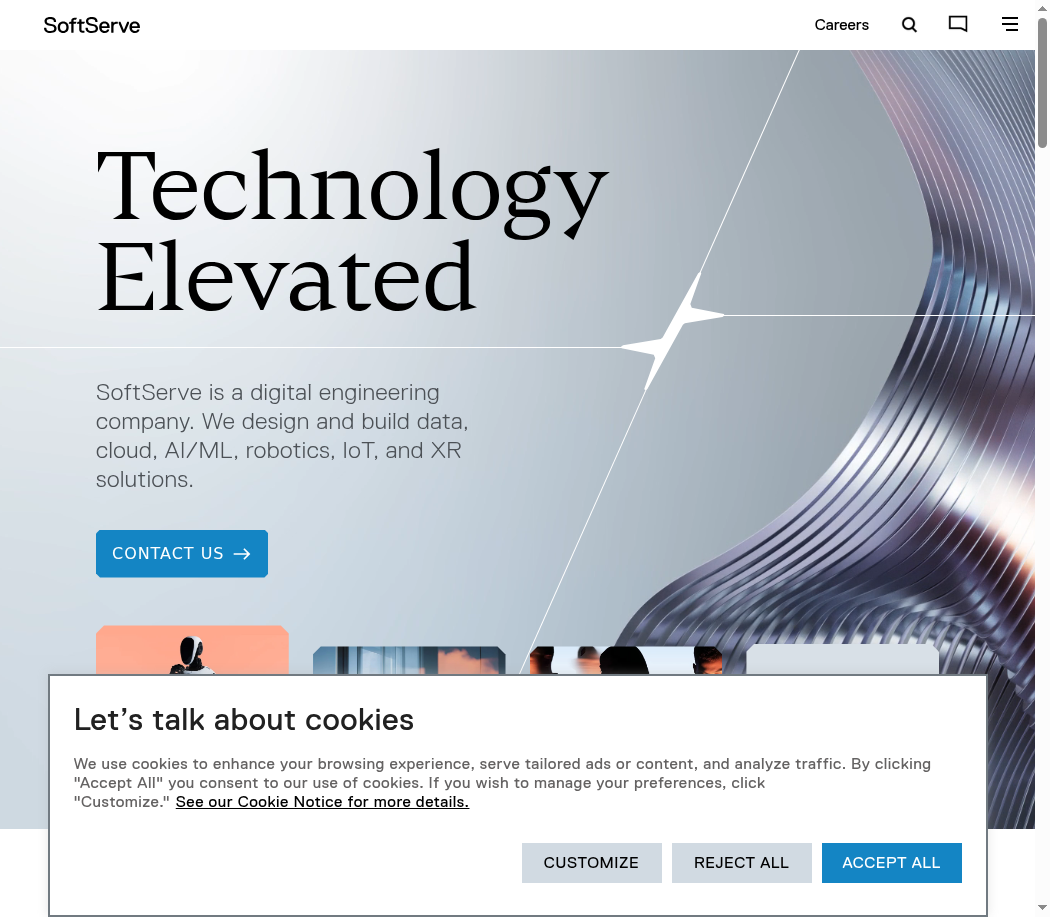 SoftServe
Careers
Technology
Elevated
SoftServe is a digital engineering
company. We design and build data,
cloud, AI/ML, robotics, IoT, and XR
solutions.
CONTACT US
Let’s talk about cookies
We use cookies to enhance your browsing experience, serve tailored ads or content, and analyze traffic. By clicking
"Accept All" you consent to our use of cookies. If you wish to manage your preferences, click
"Customize." See our Cookie Notice for more details.
CUSTOMIZE
REJECT ALL
ACCEPT ALL